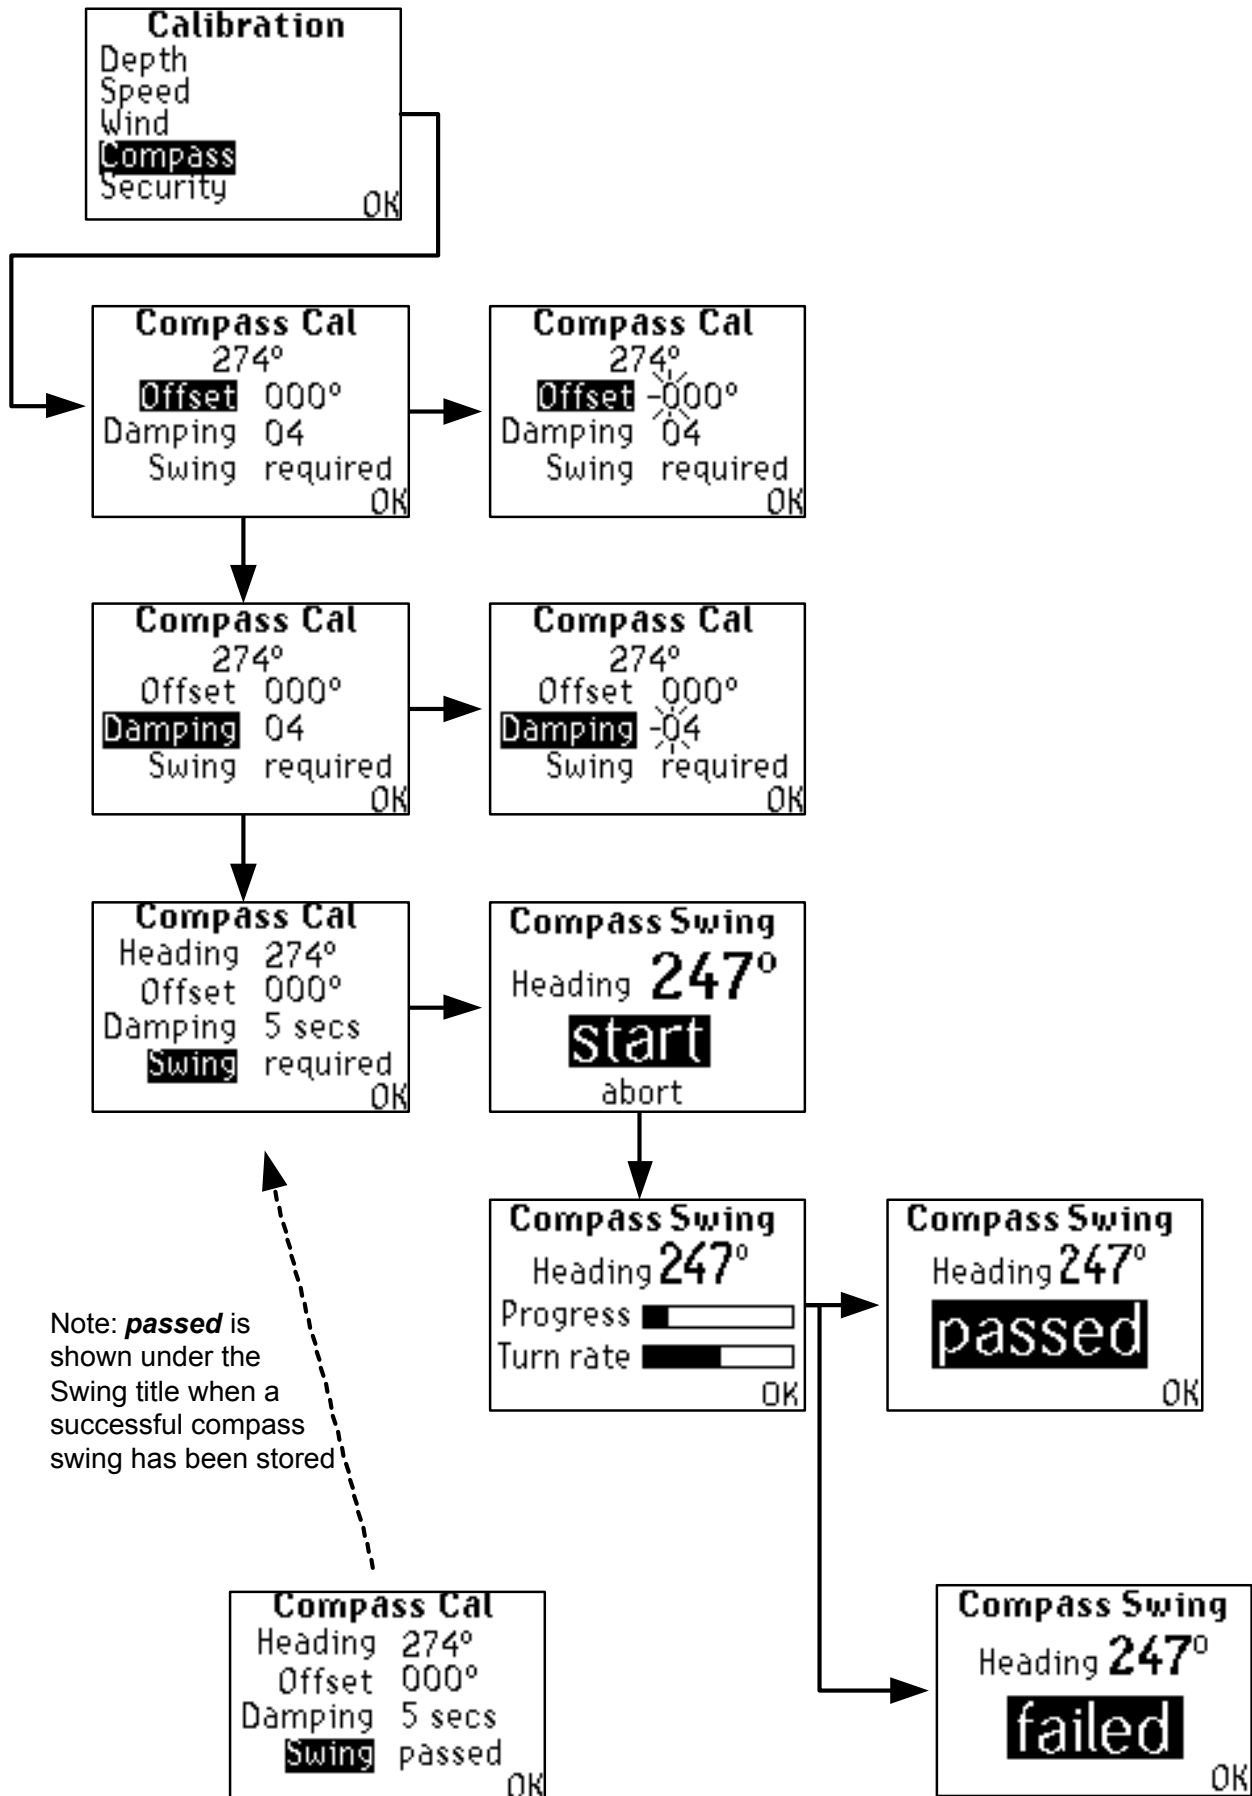 Calibration
Depth
Speed
Wind
Compass
Security
OK
Compass Cal
274°
Offset 000°
Damping 04
Swing required
OK
Compass Cal
274°
Offset -000°
Damping 04
Swing required
OK
Compass Cal
274°
Offset 000°
Damping 04
Swing required
OK
Compass Cal
274°
Offset 000°
Damping -04
Swing required
OK
Compass Cal
Heading 274°
Offset 000°
Damping 5 secs
Swing required
OK
Compass Swing
Heading 247°
start
abort
Compass Swing
Heading 247°
Progress
Turn rate
OK
Compass Swing
Heading 247°
passed
OK
Note: passed is
shown under the
Swing title when a
successful compass
swing has been stored
Compass Cal
Heading 274°
Offset 000°
Damping 5 secs
Swing passed
OK
Compass Swing
Heading 247°
failed
OK